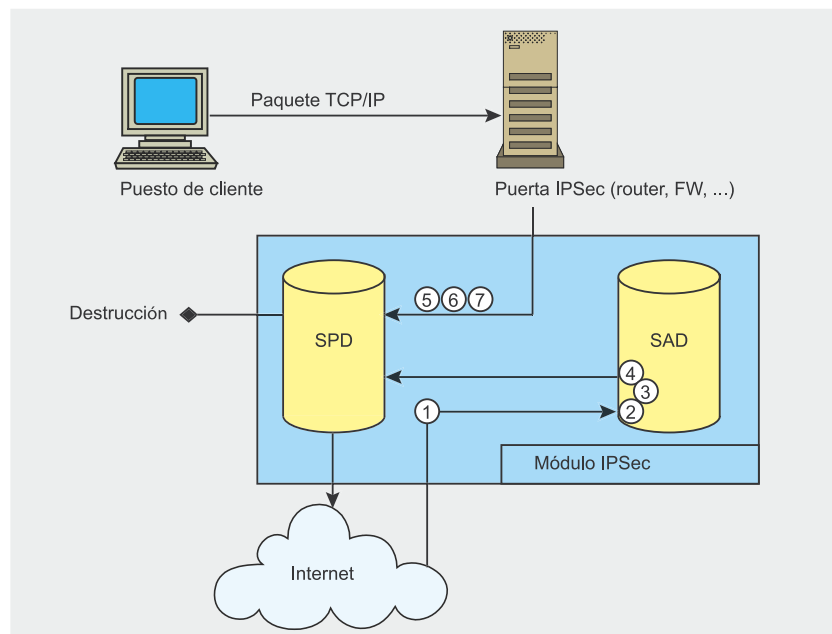 Paquete TCP/IP
Puesto de cliente
Puerta IPSec (router, FW, ...)
5 6 7
Destrucción
SPD
SAD
4
3
1
2
Módulo IPSec
Internet